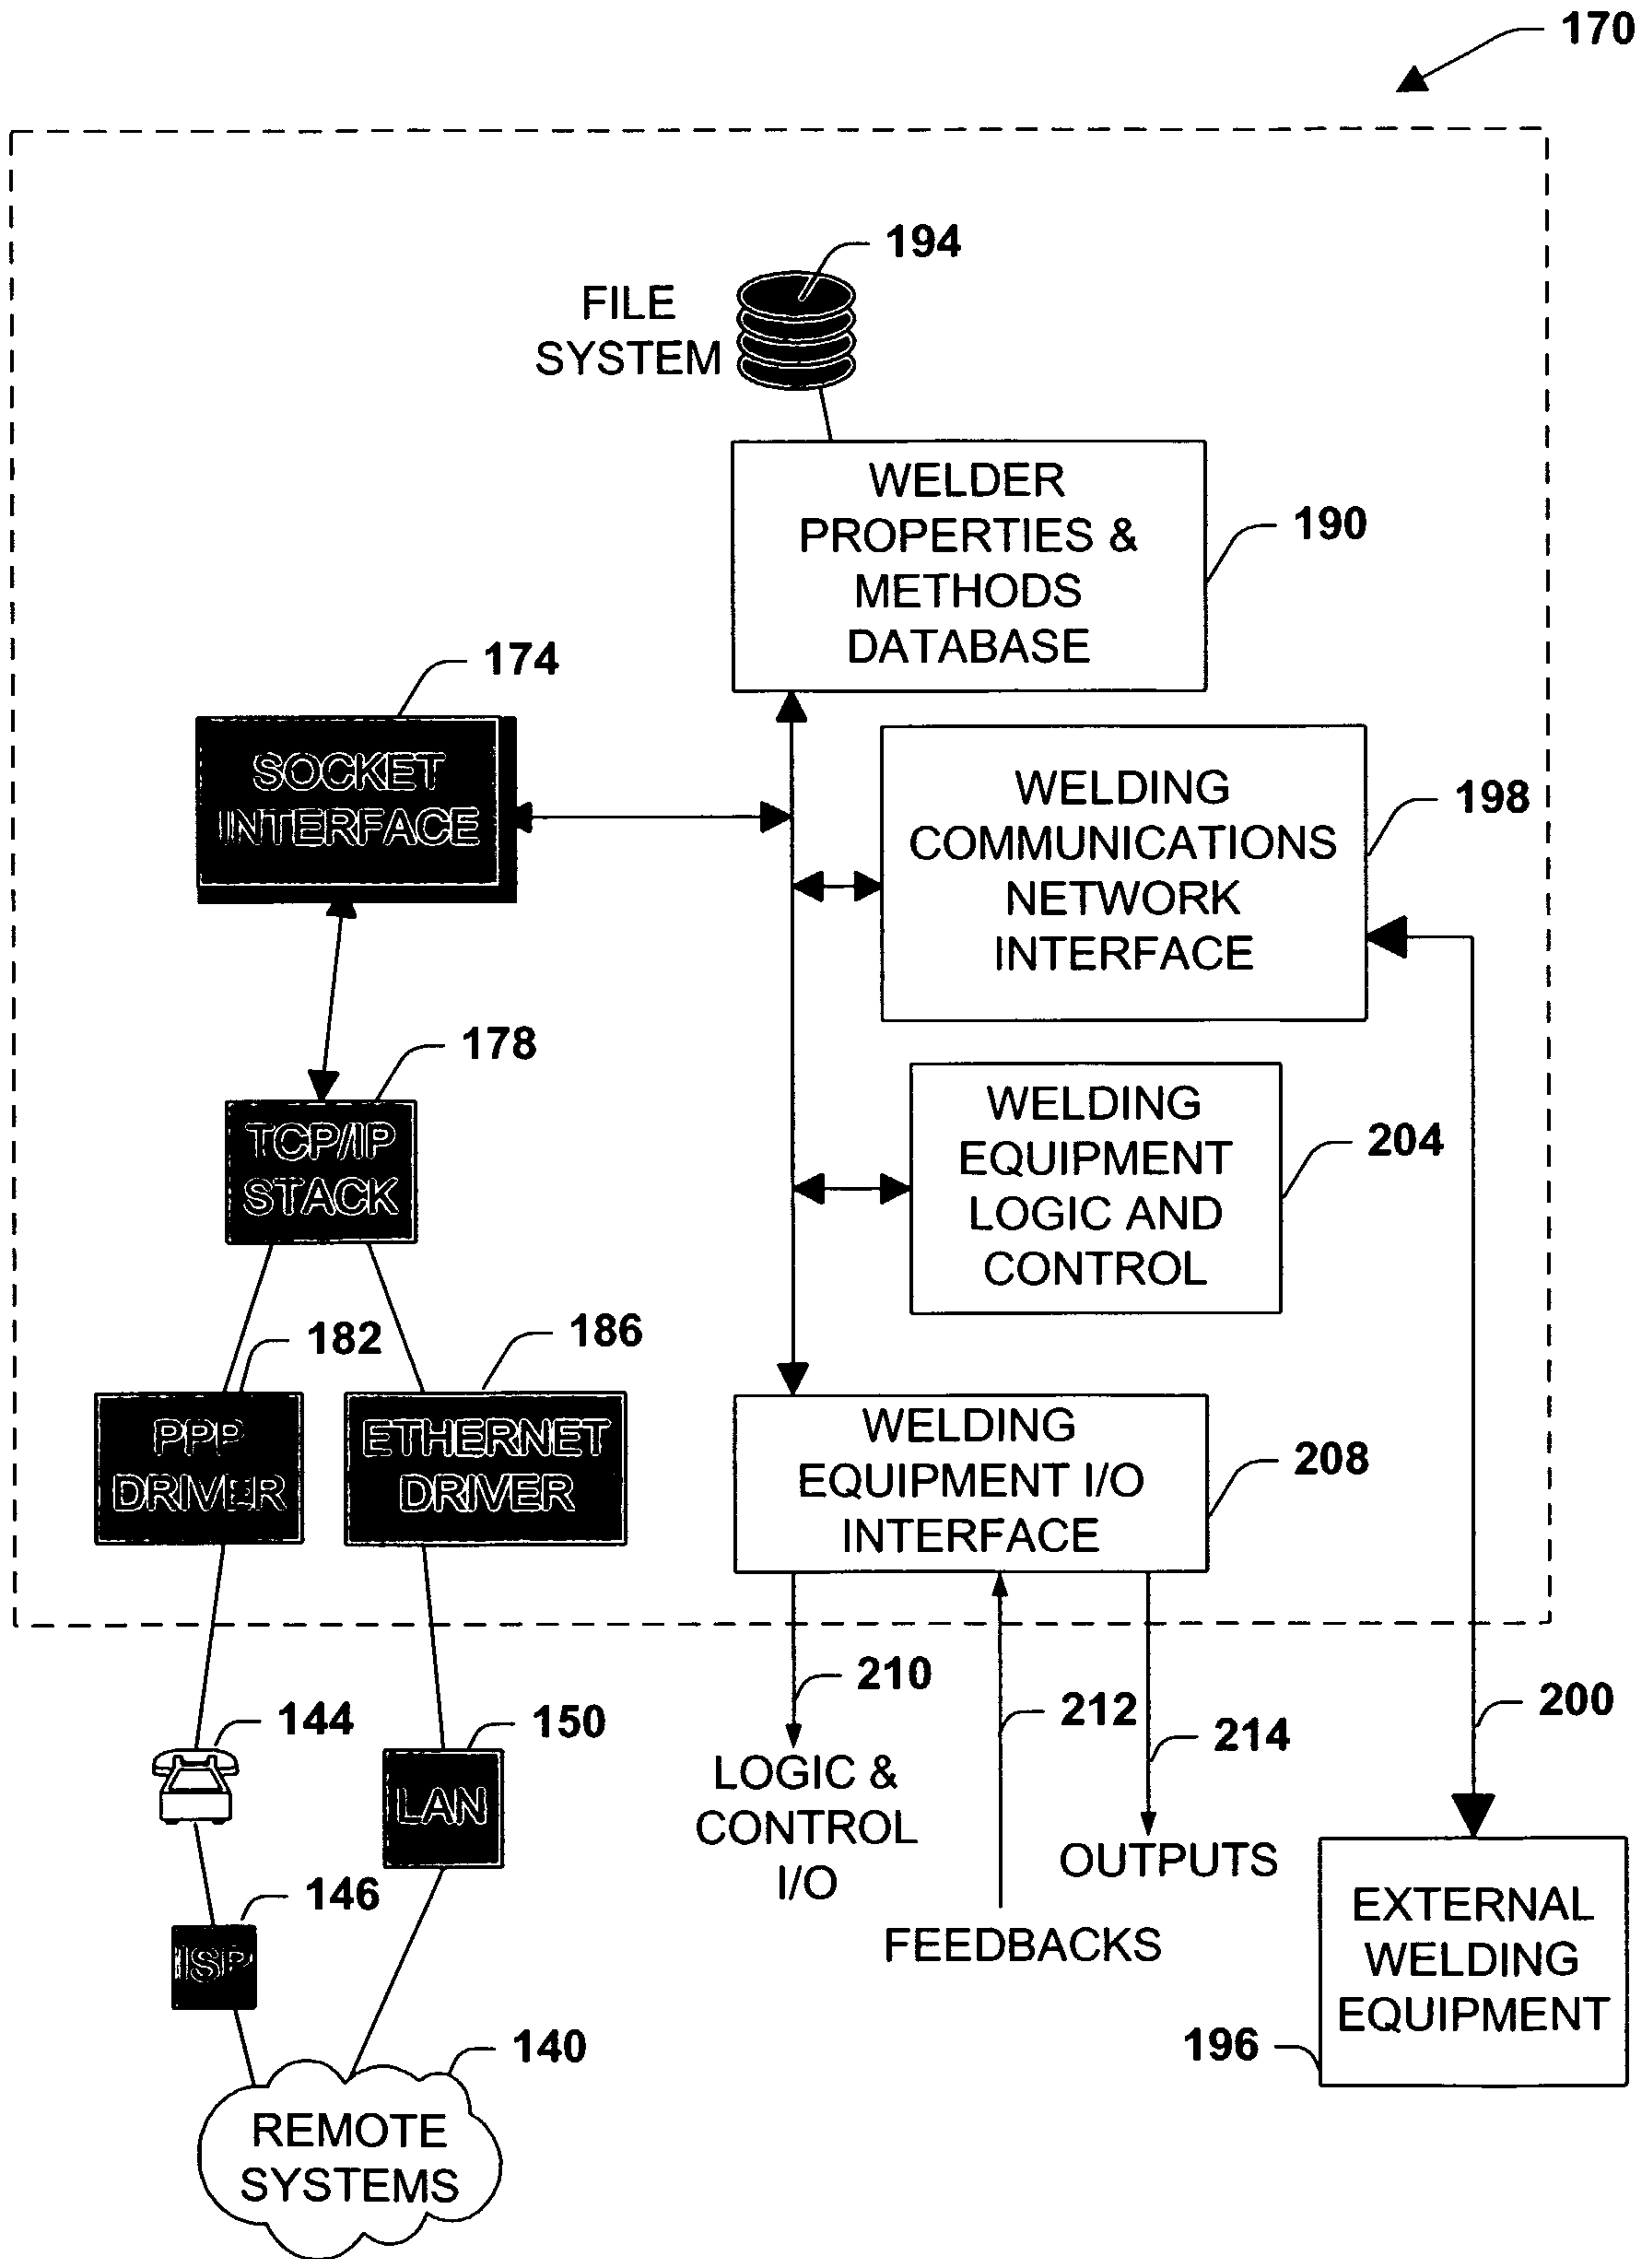 170
194
FILE
SYSTEM
WELDER
PROPERTIES &
METHODS
DATABASE
190
174
SOCKET
INTERFACE
WELDING
COMMUNICATIONS
NETWORK
INTERFACE
198
178
TCP/IP
STACK
WELDING
EQUIPMENT
LOGIC AND
CONTROL
204
182
186
PPP
DRIVER
ETHERNET
DRIVER
WELDING
EQUIPMENT I/O
INTERFACE
208
210
212
214
200
144
150
LAN
LOGIC &
CONTROL
I/O
OUTPUTS
FEEDBACKS
146
ISP
EXTERNAL
WELDING
EQUIPMENT
196
140
REMOTE
SYSTEMS